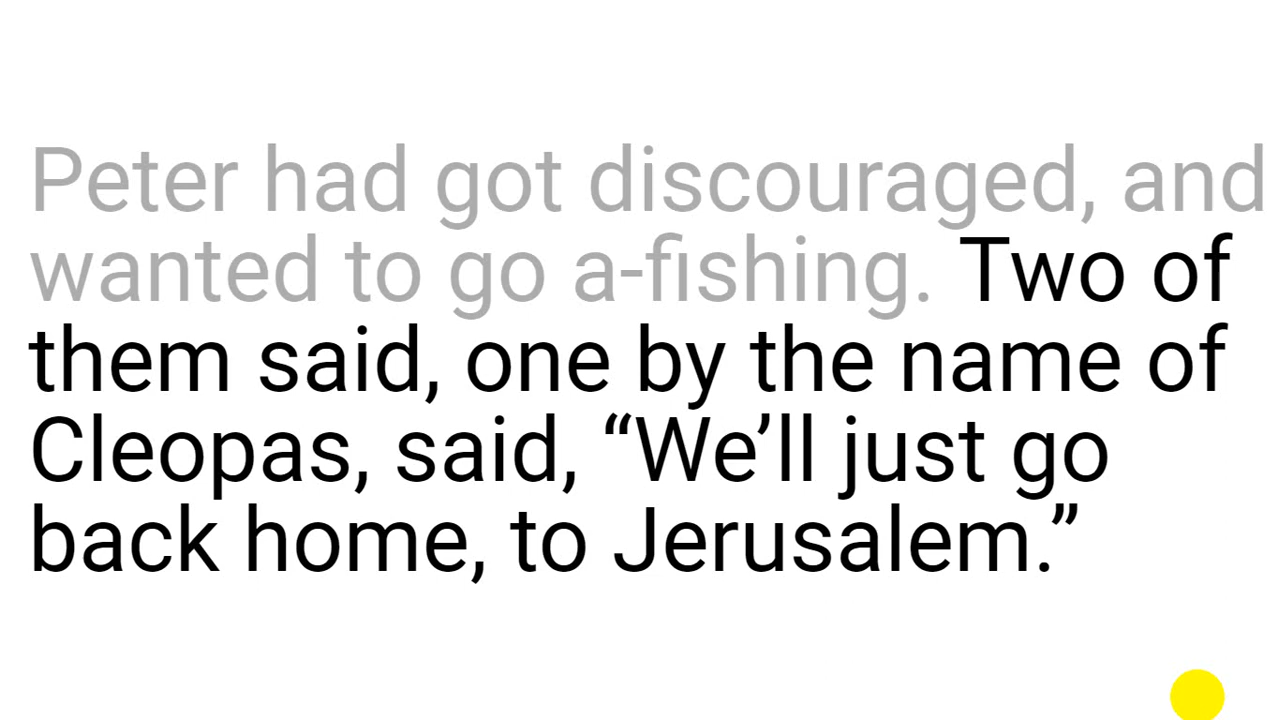 Peter had got discouraged, and
wanted to go a-fishing. Two of
them said, one by the name of
Cleopas, said, “We’ll just go
back home, to Jerusalem.”